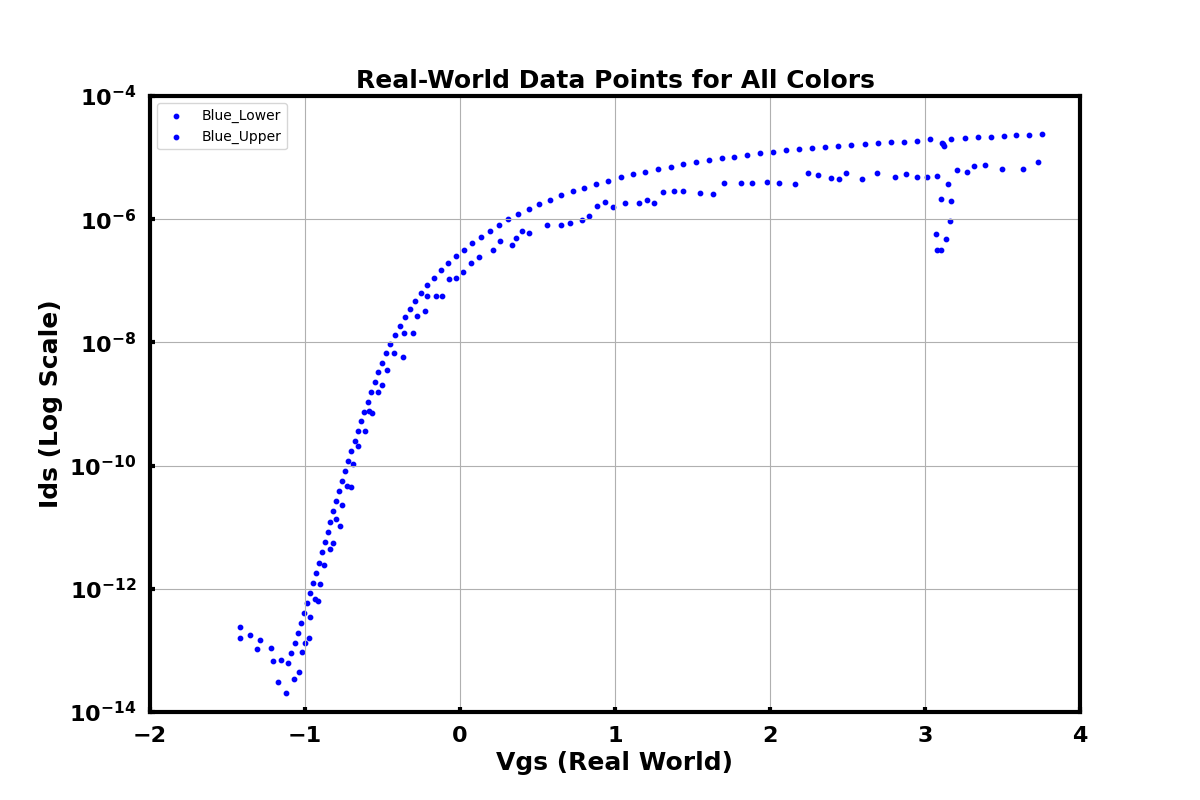 Real-World Data Points for All Colors
Blue_Lower
Blue_Upper
Ids (Log Scale)
10⁻⁴
10⁻⁶
10⁻⁸
10⁻¹⁰
10⁻¹²
10⁻¹⁴
−2 −1 0 1 2 3 4
Vgs (Real World)